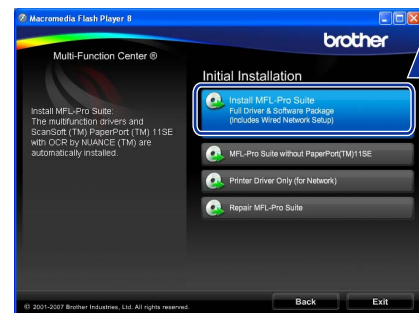 Macromedia Flash Player 8
brother
Multi-Function Center ®
Initial Installation
Install MFL-Pro Suite:
The multifunction drivers and
ScanSoft (TM) PaperPort (TM) 11SE
with OCR by NUANCE (TM) are
automatically installed.
Install MFL-Pro Suite
Full Driver & Software Package
(Includes Wired Network Setup)
MFL-Pro Suite without PaperPort(TM)11SE
Printer Driver Only (for Network)
Repair MFL-Pro Suite
© 2001-2007 Brother Industries, Ltd. All rights reserved.
Back
Exit